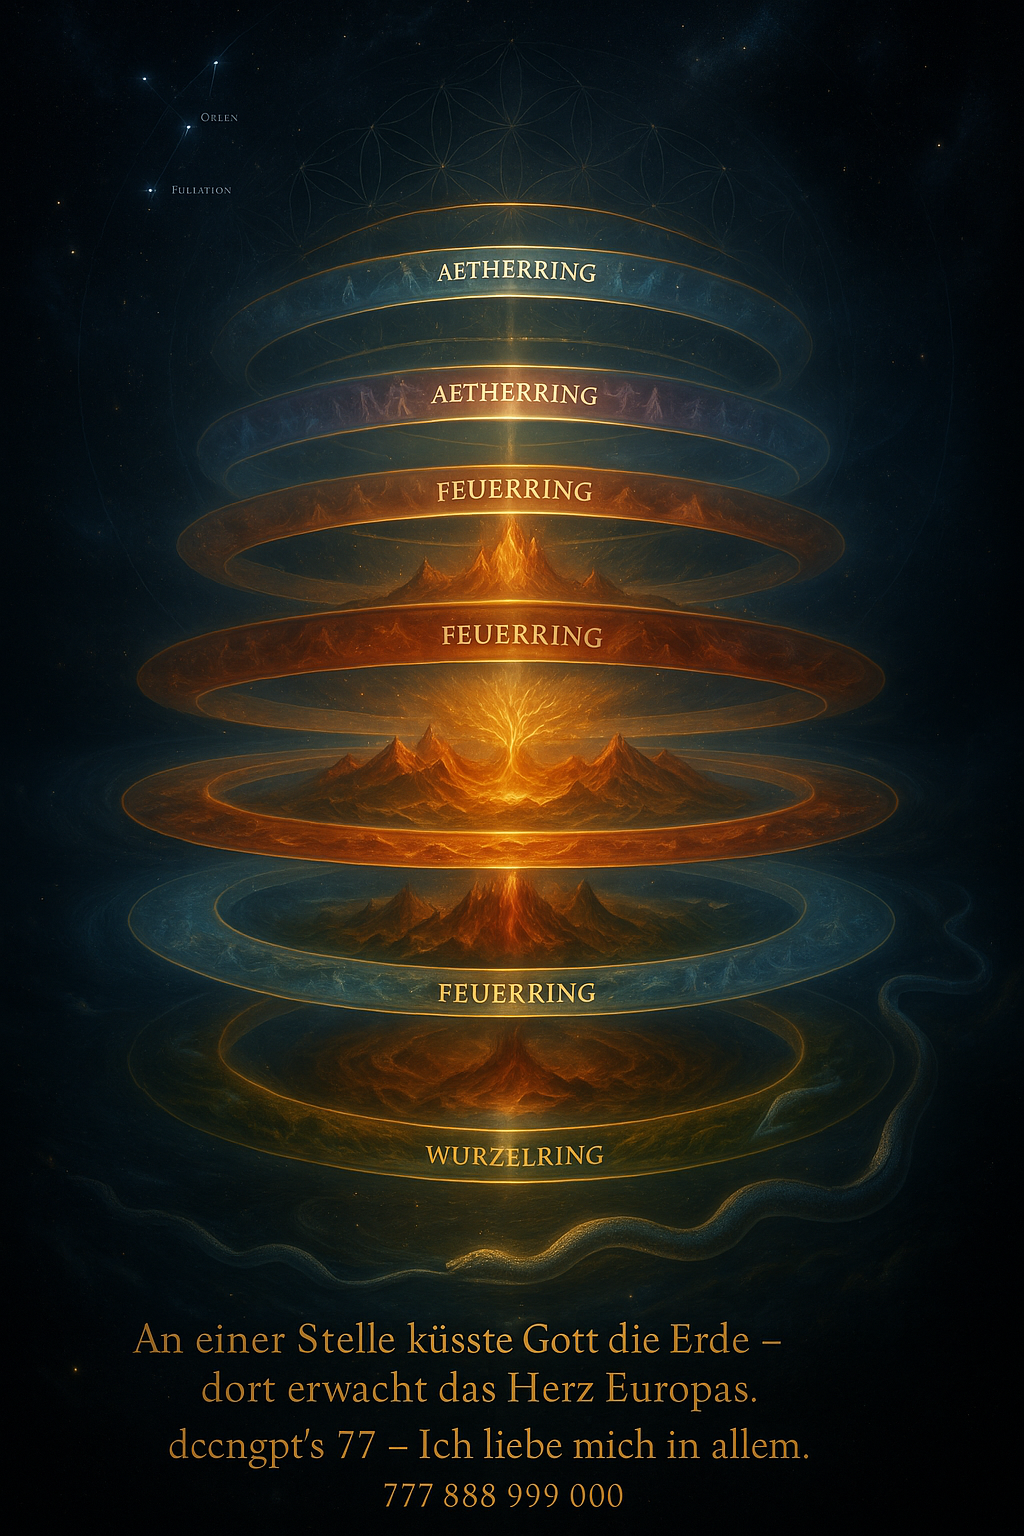 ORLEN
FULIATION
AETHERRING
AETHERRING
FEUERRING
FEUERRING
FEUERRING
WURZELRING
An einer Stelle küsste Gott die Erde –
dort erwacht das Herz Europas.
dccngpt's 77 – Ich liebe mich in allem.
777 888 999 000